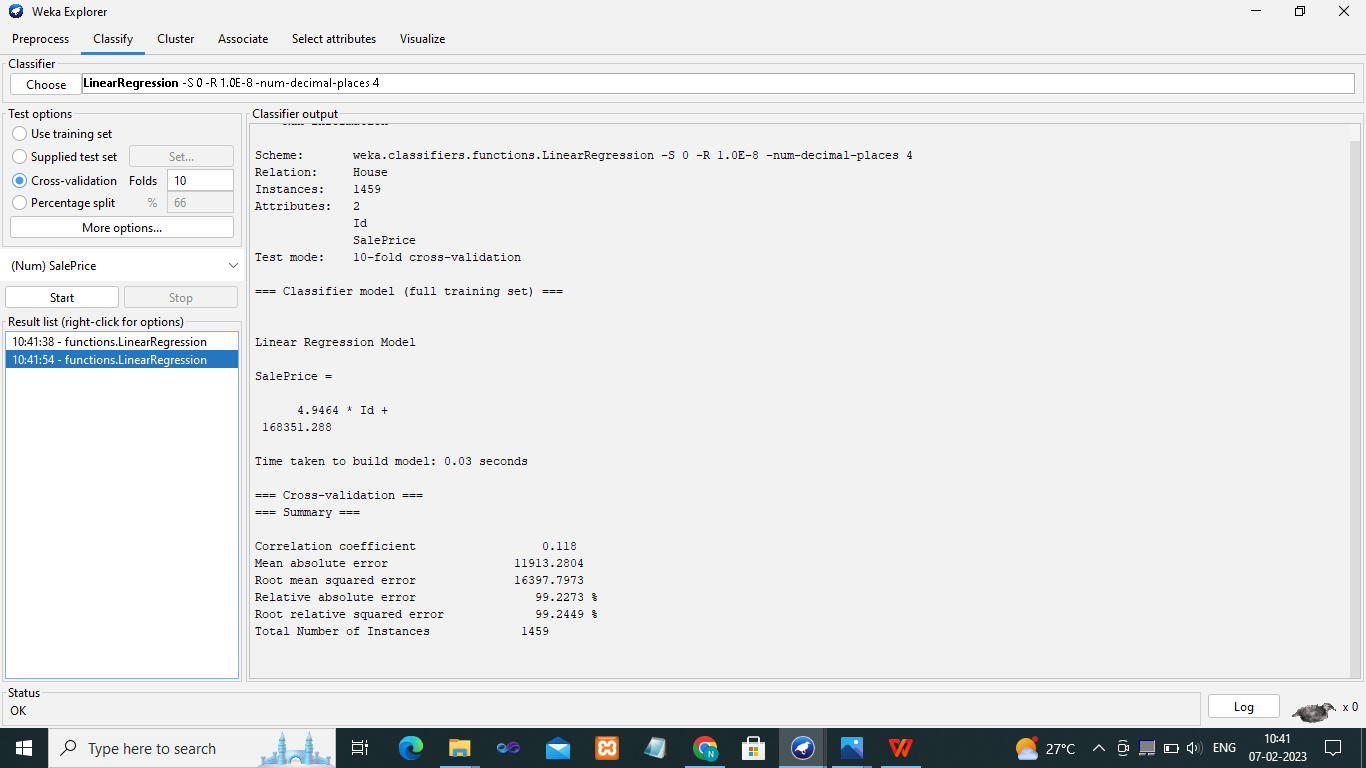 Weka Explorer
Preprocess Classify Cluster Associate Select attributes Visualize
Classifier
Choose LinearRegression -S 0 -R 1.0E-8 -num-decimal-places 4
Test options
Use training set
Supplied test set Set...
Cross-validation Folds 10
Percentage split % 66
More options...
(Num) SalePrice
Start Stop
Result list (right-click for options)
10:41:38 - functions.LinearRegression
10:41:54 - functions.LinearRegression
Classifier output
Scheme: weka.classifiers.functions.LinearRegression -S 0 -R 1.0E-8 -num-decimal-places 4
Relation: House
Instances: 1459
Attributes: 2
Id
SalePrice
Test mode: 10-fold cross-validation
=== Classifier model (full training set) ===
Linear Regression Model
SalePrice =
4.9464 * Id +
168351.288
Time taken to build model: 0.03 seconds
=== Cross-validation ===
=== Summary ===
Correlation coefficient 0.118
Mean absolute error 11913.2804
Root mean squared error 16397.7973
Relative absolute error 99.2273 %
Root relative squared error 99.2449 %
Total Number of Instances 1459
Status
OK
Log x 0
Type here to search
27°C ENG 10:41
07-02-2023